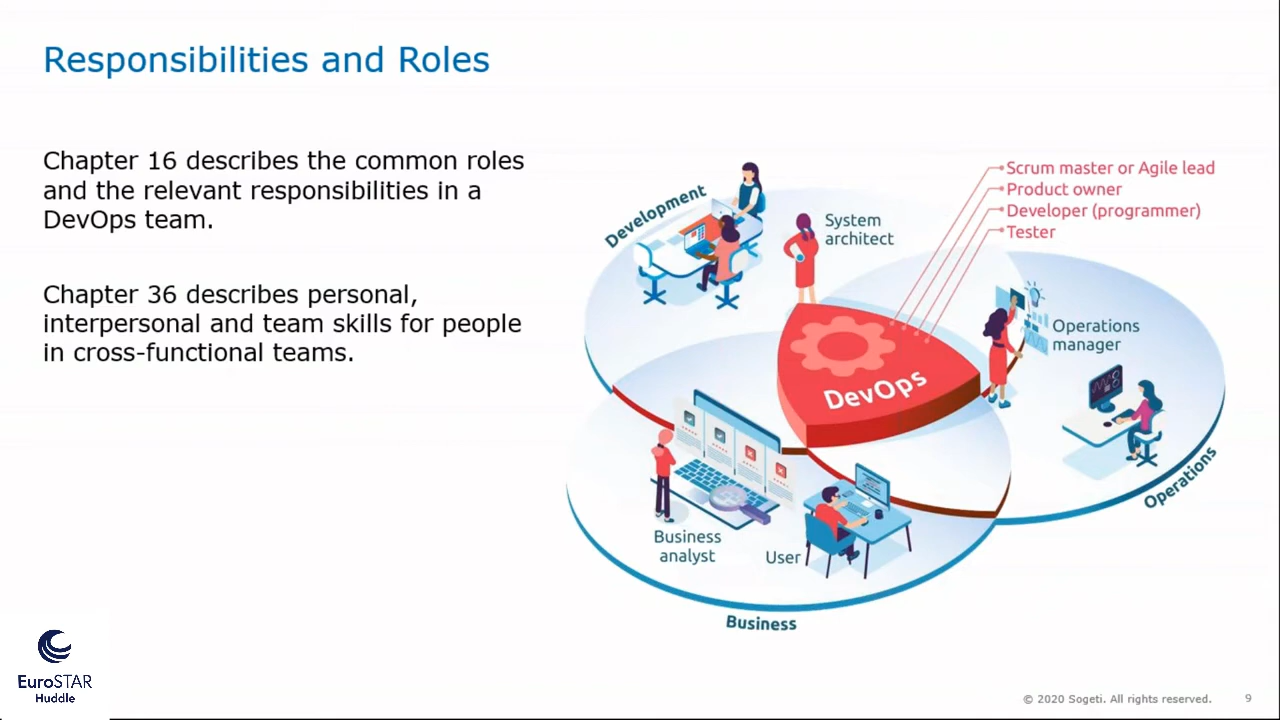 Responsibilities and Roles
Chapter 16 describes the common roles
and the relevant responsibilities in a
DevOps team.
Chapter 36 describes personal,
interpersonal and team skills for people
in cross-functional teams.
Scrum master or Agile lead
Product owner
Developer (programmer)
Tester
Development
System
architect
Operations
manager
DevOps
Operations
Business
analyst
User
Business
EuroSTAR
Huddle
© 2020 Sogeti. All rights reserved.
9